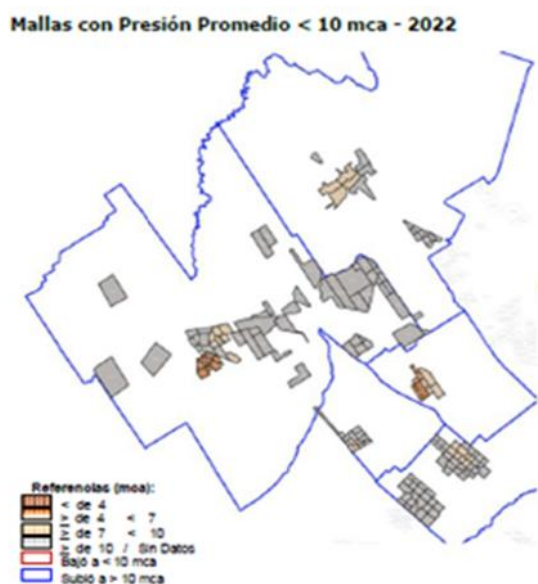 Mallas con Presión Promedio < 10 mca - 2022
Referencias (mca):
< de 4
≥ de 4 < 7
≥ de 7 < 10
≥ de 10 / Sin Datos
Bajó a < 10 mca
Subió a > 10 mca